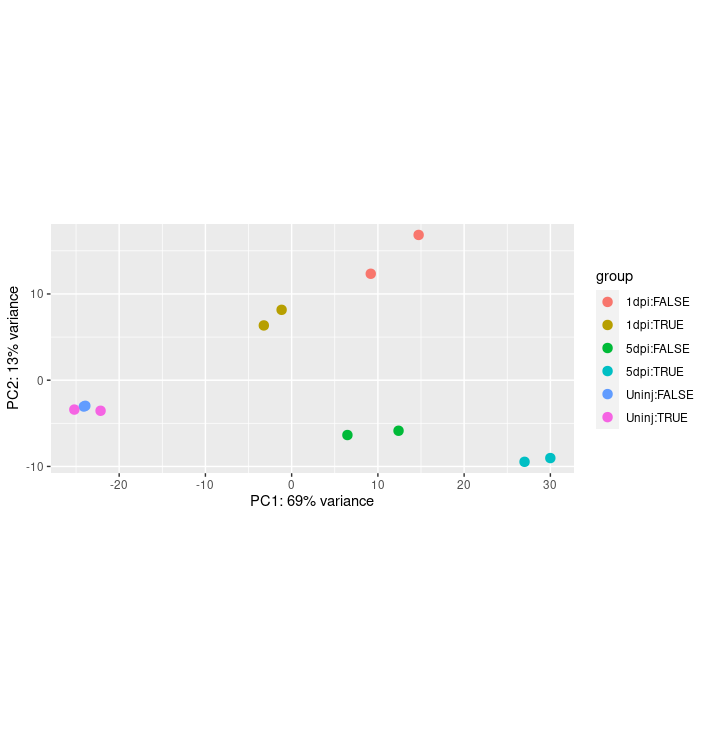 PC2: 13% variance
10
0
-10
-20
-10
0
10
20
30
PC1: 69% variance
group
1dpi:FALSE
1dpi:TRUE
5dpi:FALSE
5dpi:TRUE
Uninj:FALSE
Uninj:TRUE